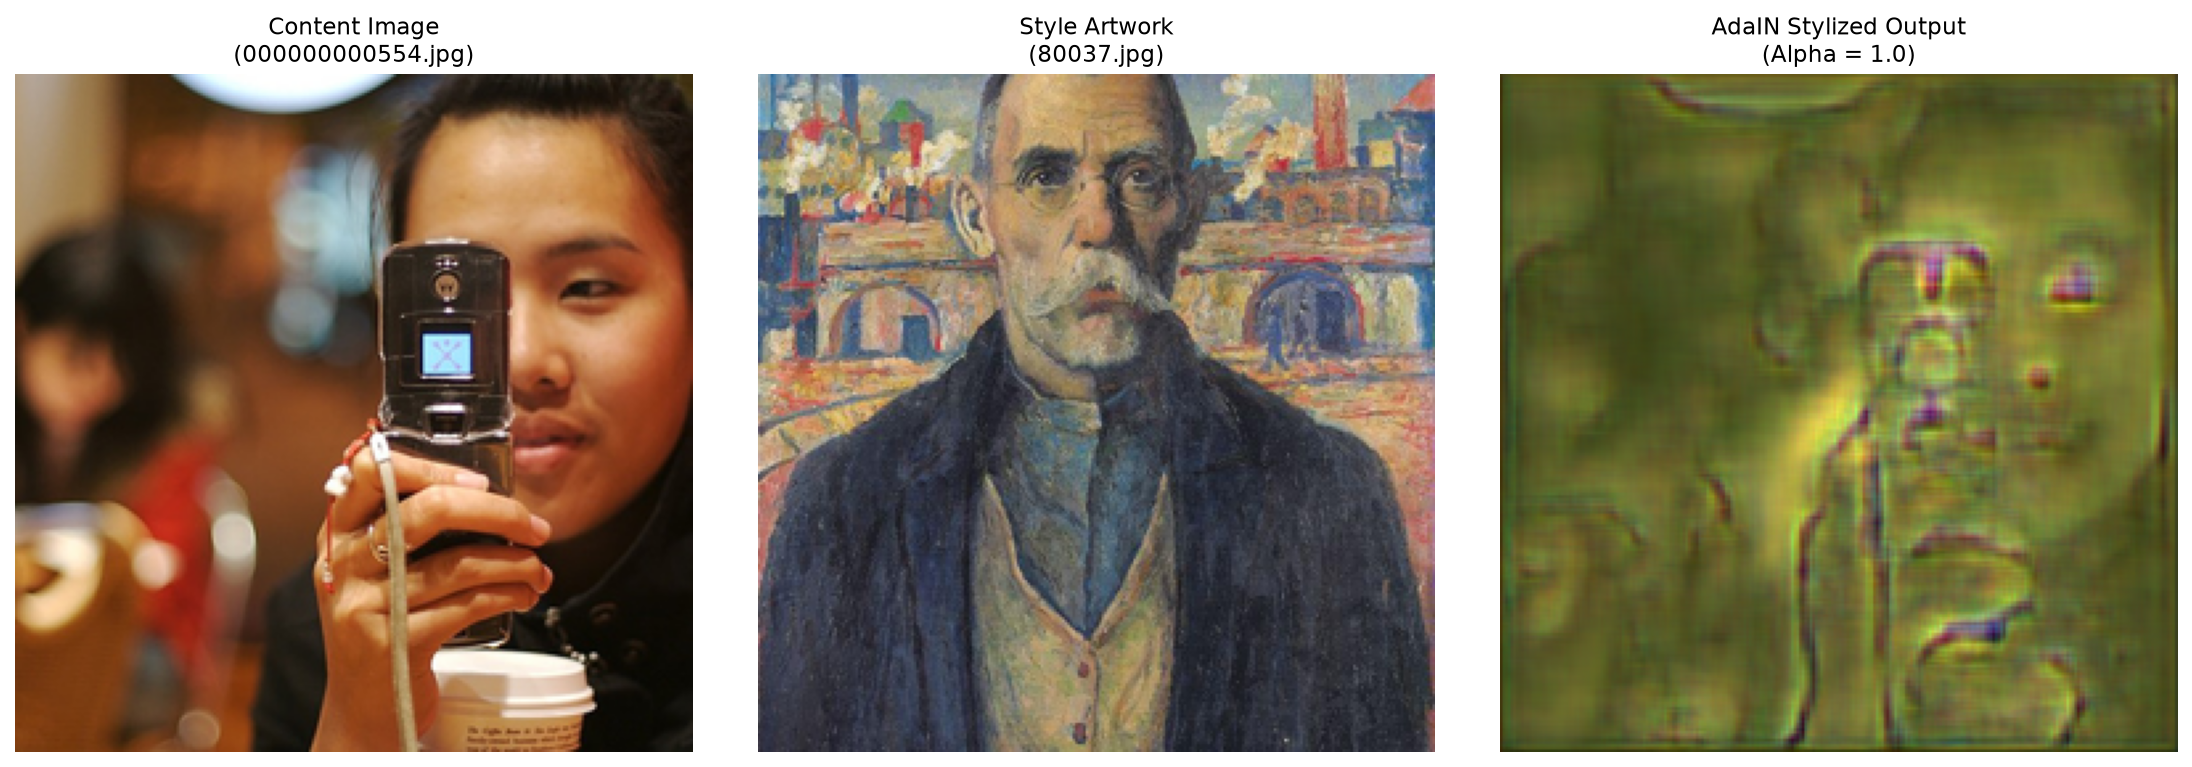 Content Image
(000000000554.jpg)
Style Artwork
(80037.jpg)
AdaIN Stylized Output
(Alpha = 1.0)